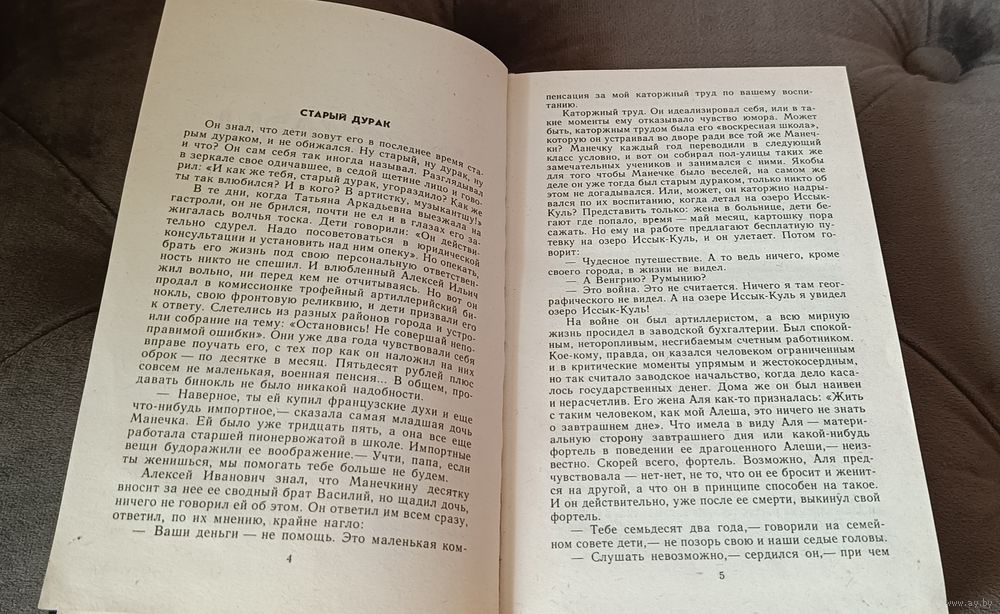 СТАРЫЙ ДУРАК
Он знал, что дети зовут его в последнее время ста-
рым дураком, и не обижался. Ну старый, ну дурак, ну
и что? Он сам себя так иногда называл. Разглядывал
в зеркале свое одичавшее, в седой щетине лицо и гово-
рил: «И как же тебя, старый дурак, угораздило? Как же
ты так влюбился? И в кого? В артистку, музыкантшу!»
В те дни, когда Татьяна Аркадьевна выезжала на
гастроли, он не брился, почти не ел и в глазах его за-
жигалась волчья тоска. Дети говорили: «Он действи-
тельно сдурел. Надо посоветоваться в юридической
консультации и установить над ним опеку». Но опекать,
брать его жизнь под свою персональную ответствен-
ность никто не спешил. И влюбленный Алексей Ильич
жил вольно, ни перед кем не отчитываясь. Но вот он
продал в комиссионке трофейный артиллерийский би-
нокль, свою фронтовую реликвию, и дети призвали его
к ответу. Слетелись из разных районов города и устро-
или собрание на тему: «Остановись! Не совершай непо-
правимой ошибки». Они уже два года чувствовали себя
вправе поучать его, с тех пор как он наложил на них
оброк — по десятке в месяц. Пятьдесят рублей плюс
совсем не маленькая, военная пенсия... В общем, про-
давать бинокль не было никакой надобности.
— Наверное, ты ей купил французские духи и еще
что-нибудь импортное,— сказала самая младшая дочь
Манечка. Ей было уже тридцать пять, а она все еще
работала старшей пионервожатой в школе. Импортные
вещи будоражили ее воображение.— Учти, папа, если
ты женишься, мы помогать тебе больше не будем.
Алексей Иванович знал, что Манечкину десятку
вносит за нее ее сводный брат Василий, но щадил дочь,
ничего не говорил ей об этом. Он ответил им всем сразу,
ответил, по их мнению, крайне нагло:
— Ваши деньги — не помощь. Это маленькая ком-
4
пенсация за мой каторжный труд по вашему воспи-
танию.
Каторжный труд. Он идеализировал себя, или в та-
кие моменты ему отказывало чувство юмора. Может
быть, каторжным трудом была его «воскресная школа»,
которую он устраивал во дворе ради все той же Манеч-
ки? Манечку каждый год переводили в следующий
класс условно, и вот он собирал пол-улицы таких же
замечательных учеников и занимался с ними. Якобы
для того чтобы Манечке было веселей, на самом же
деле он уже тогда был старым дураком, только никто об
этом не догадывался. Или, может, он каторжно надры-
вался по их воспитанию, когда летал на озеро Иссык-
Куль? Представить только: жена в больнице, дети бе-
гают где попало, время — май месяц, картошку пора
сажать. Но ему на работе предлагают бесплатную пу-
тевку на озеро Иссык-Куль, и он улетает. Потом го-
ворит:
— Чудесное путешествие. А то ведь ничего, кроме
своего города, в жизни не видел.
— А Венгрию? Румынию?
— Это война. Это не считается. Ничего я там геог-
рафического не видел. А на озере Иссык-Куль я увидел
озеро Иссык-Куль!
На войне он был артиллеристом, а всю мирную
жизнь просидел в заводской бухгалтерии. Был спокой-
ным, неторопливым, несгибаемым счетным работником.
Кое-кому, правда, он казался человеком ограниченным
и в критические моменты упрямым и жестокосердным,
но так считало заводское начальство, когда дело каса-
лось государственных денег. Дома же он был наивен
и нерасчетлив. Его жена Аля как-то призналась: «Жить
с таким человеком, как мой Алеша, это ничего не знать
о завтрашнем дне». Что имела в виду Аля — матери-
альную сторону завтрашнего дня или какой-нибудь
фортель в поведении ее драгоценного Алеши,— неиз-
вестно. Скорей всего, фортель. Возможно, Аля пред-
чувствовала — нет-нет, не то, что он ее бросит и женит-
ся на другой, а что он в принципе способен на такое.
И он действительно, уже после ее смерти, выкинул свой
фортель.
— Тебе семьдесят два года,— говорили на семей-
ном совете дети,— не позорь свою и наши седые головы.
— Слушать невозможно,— сердился он,— при чем
5
www.ay.by